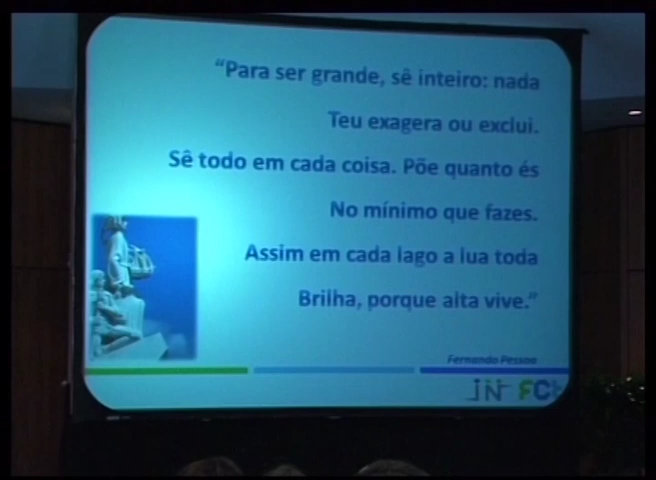 “Para ser grande, sê inteiro: nada
Teu exagera ou exclui.
Sê todo em cada coisa. Põe quanto és
No mínimo que fazes.
Assim em cada lago a lua toda
Brilha, porque alta vive.”
Fernando Pessoa